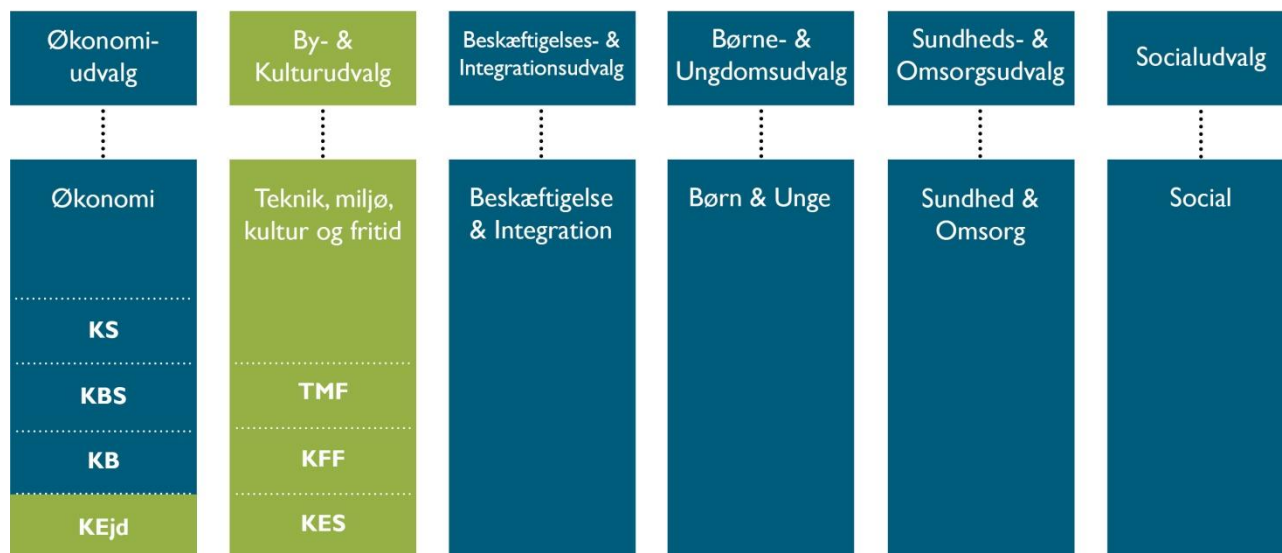 Økonomi-
udvalg
By- &
Kulturudvalg
Beskæftigelses- &
Integrationsudvalg
Børne- &
Ungdomsudvalg
Sundheds- &
Omsorgsudvalg
Socialudvalg
Økonomi
KS
KBS
KB
KEjd
Teknik, miljø,
kultur og fritid
TMF
KFF
KES
Beskæftigelse
& Integration
Børn & Unge
Sundhed &
Omsorg
Social